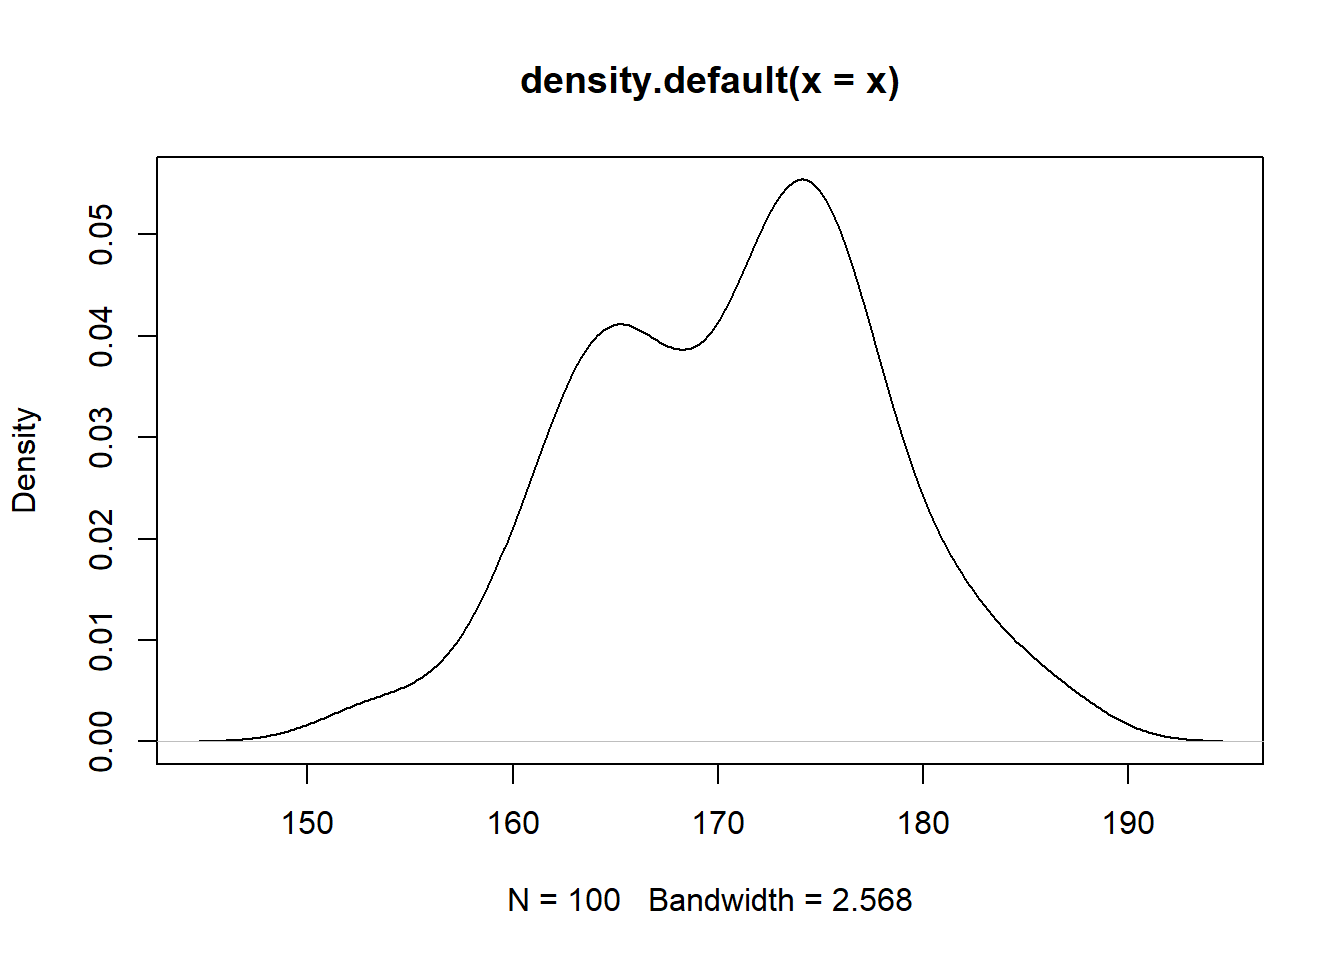 density.default(x = x)
Density
0.05
0.04
0.03
0.02
0.01
0.00
150 160 170 180 190
N = 100 Bandwidth = 2.568